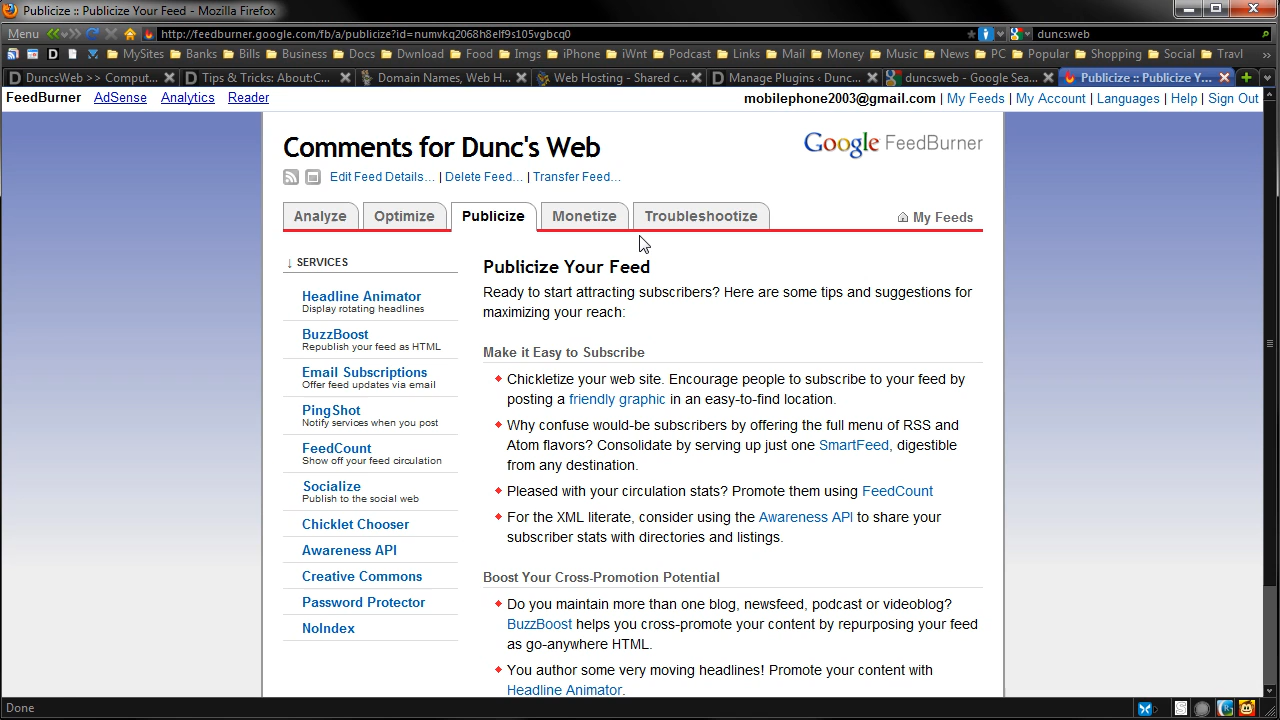 Publicize :: Publicize Your Feed - Mozilla Firefox
Menu http://feedburner.google.com/fb/a/publicize?id=numvkq2068h8elf9s105vgbcq0 duncsweb
MySites Banks Bills Business Docs Dwnload Food Imgs iPhone iWnt Podcast Links Mail Money Music News PC Popular Shopping Social Travl
DuncsWeb >> Comput... Tips & Tricks: About:C... Domain Names, Web H... Web Hosting - Shared c... Manage Plugins ‹ Dunc... duncsweb - Google Sea... Publicize :: Publicize Y...
FeedBurner AdSense Analytics Reader mobilephone2003@gmail.com | My Feeds | My Account | Languages | Help | Sign Out
Comments for Dunc's Web
Google FeedBurner
Edit Feed Details... | Delete Feed... | Transfer Feed...
Analyze Optimize Publicize Monetize Troubleshootize My Feeds
↓ SERVICES
Headline Animator
Display rotating headlines
BuzzBoost
Republish your feed as HTML
Email Subscriptions
Offer feed updates via email
PingShot
Notify services when you post
FeedCount
Show off your feed circulation
Socialize
Publish to the social web
Chicklet Chooser
Awareness API
Creative Commons
Password Protector
NoIndex
Publicize Your Feed
Ready to start attracting subscribers? Here are some tips and suggestions for
maximizing your reach:
Make it Easy to Subscribe
Chickletize your web site. Encourage people to subscribe to your feed by
posting a friendly graphic in an easy-to-find location.
Why confuse would-be subscribers by offering the full menu of RSS and
Atom flavors? Consolidate by serving up just one SmartFeed, digestible
from any destination.
Pleased with your circulation stats? Promote them using FeedCount
For the XML literate, consider using the Awareness API to share your
subscriber stats with directories and listings.
Boost Your Cross-Promotion Potential
Do you maintain more than one blog, newsfeed, podcast or videoblog?
BuzzBoost helps you cross-promote your content by repurposing your feed
as go-anywhere HTML.
You author some very moving headlines! Promote your content with
Headline Animator.
Done